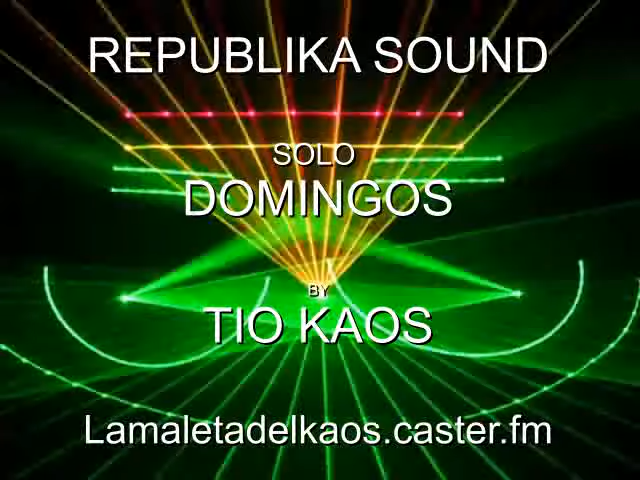 REPUBLIKA SOUND
SOLO
DOMINGOS
BY
TIO KAOS
Lamaletadelkaos.caster.fm